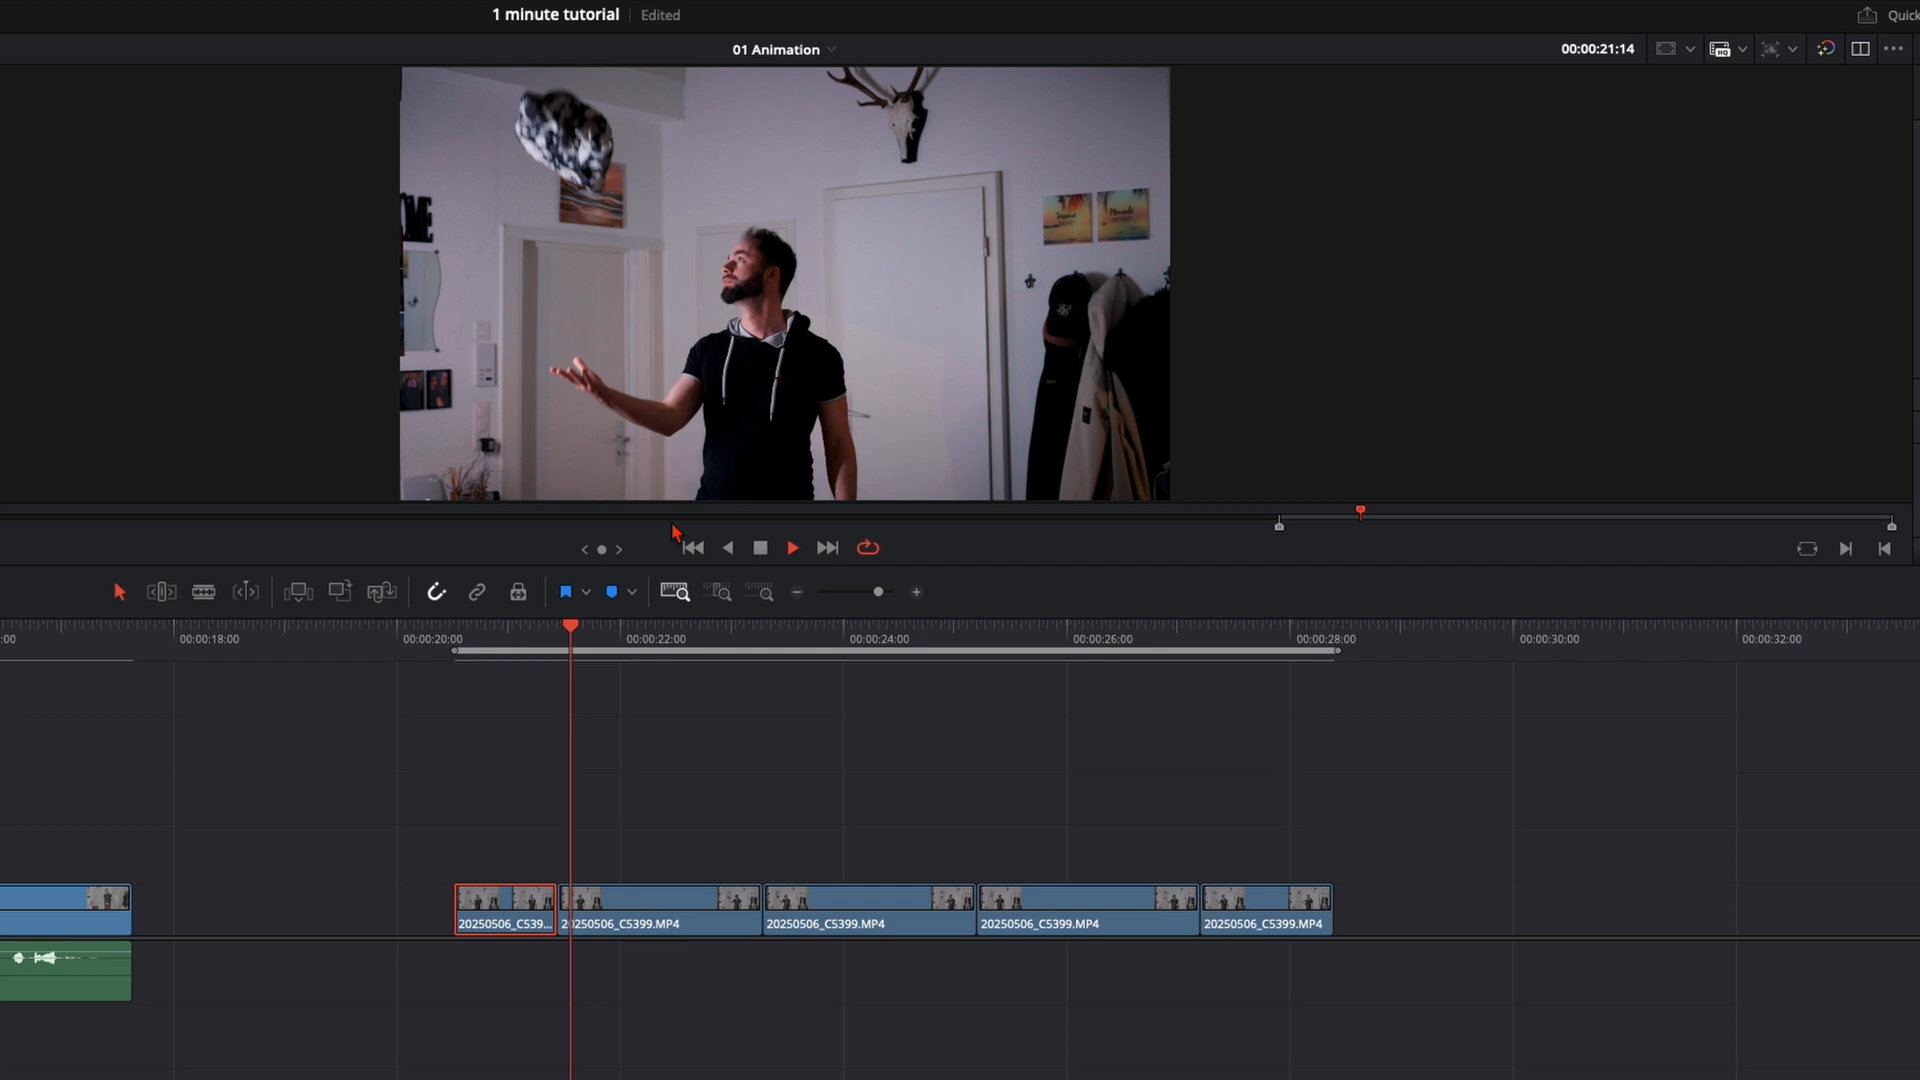 1 minute tutorial
Edited
Quick
01 Animation
00:00:21:14
HQ
:00
00:00:18:00
00:00:20:00
00:00:22:00
00:00:24:00
00:00:26:00
00:00:28:00
00:00:30:00
00:00:32:00
20250506_C539...
20250506_C5399.MP4
20250506_C5399.MP4
20250506_C5399.MP4
20250506_C5399.MP4